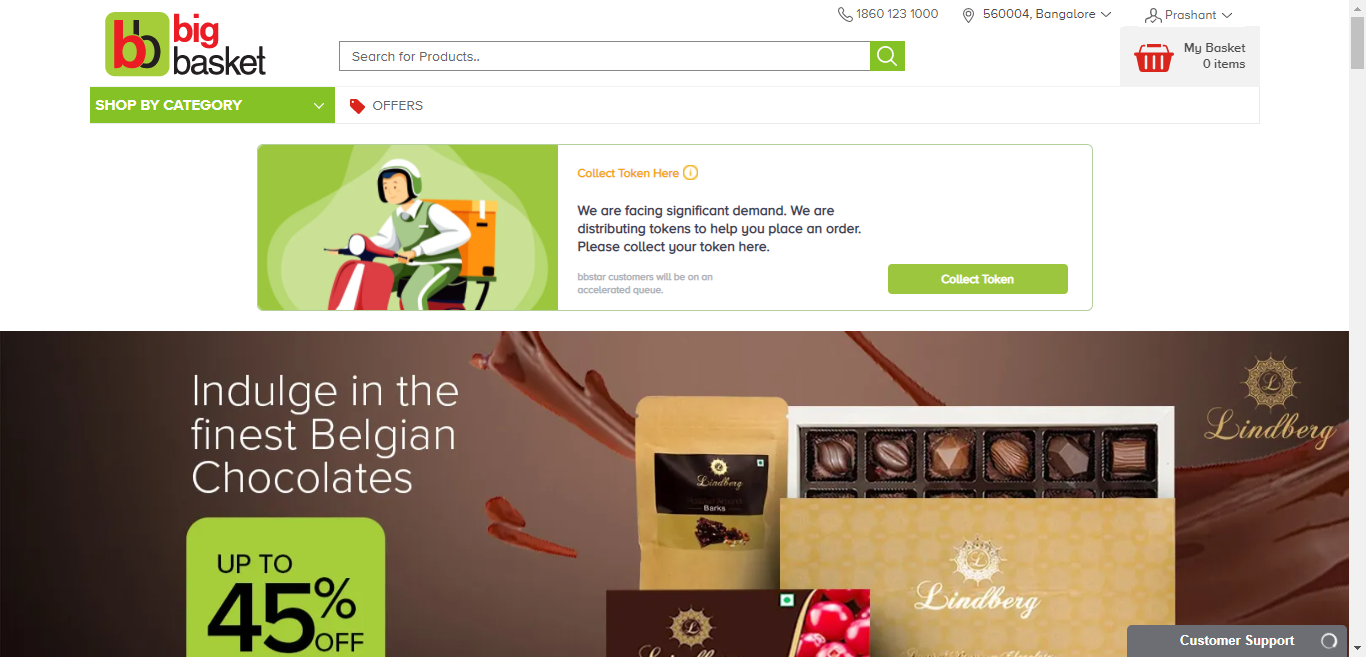 1860 123 1000
560004, Bangalore
Prashant
bb big
basket
Search for Products..
My Basket
0 items
SHOP BY CATEGORY
OFFERS
Collect Token Here
We are facing significant demand. We are
distributing tokens to help you place an order.
Please collect your token here.
bbstar customers will be on an
accelerated queue.
Collect Token
Indulge in the
finest Belgian
Chocolates
UP TO
45%
OFF
L
Lindberg
Lindberg
Barks
Lindberg
L
Customer Support